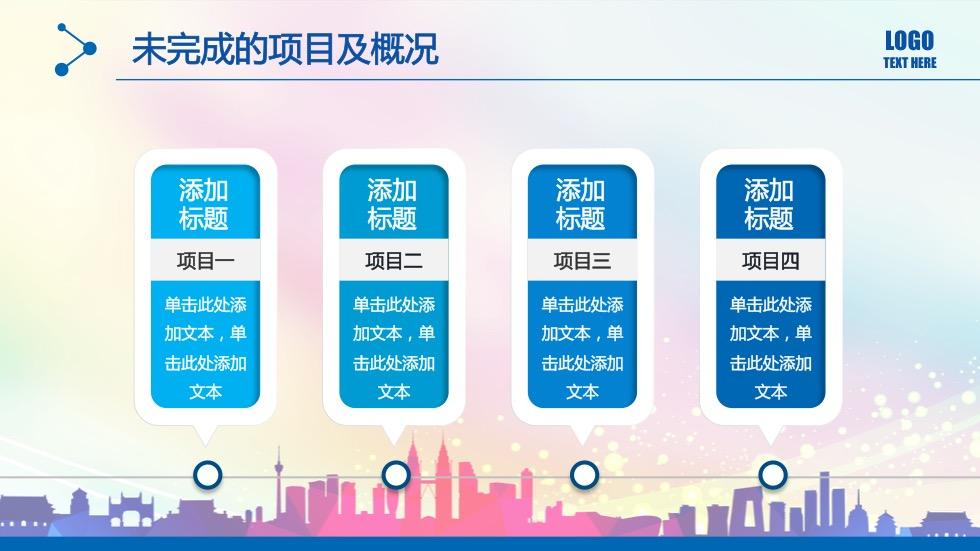 未完成的项目及概况
LOGO
TEXT HERE
添加
标题
项目一
单击此处添
加文本，单
击此处添加
文本
添加
标题
项目二
单击此处添
加文本，单
击此处添加
文本
添加
标题
项目三
单击此处添
加文本，单
击此处添加
文本
添加
标题
项目四
单击此处添
加文本，单
击此处添加
文本